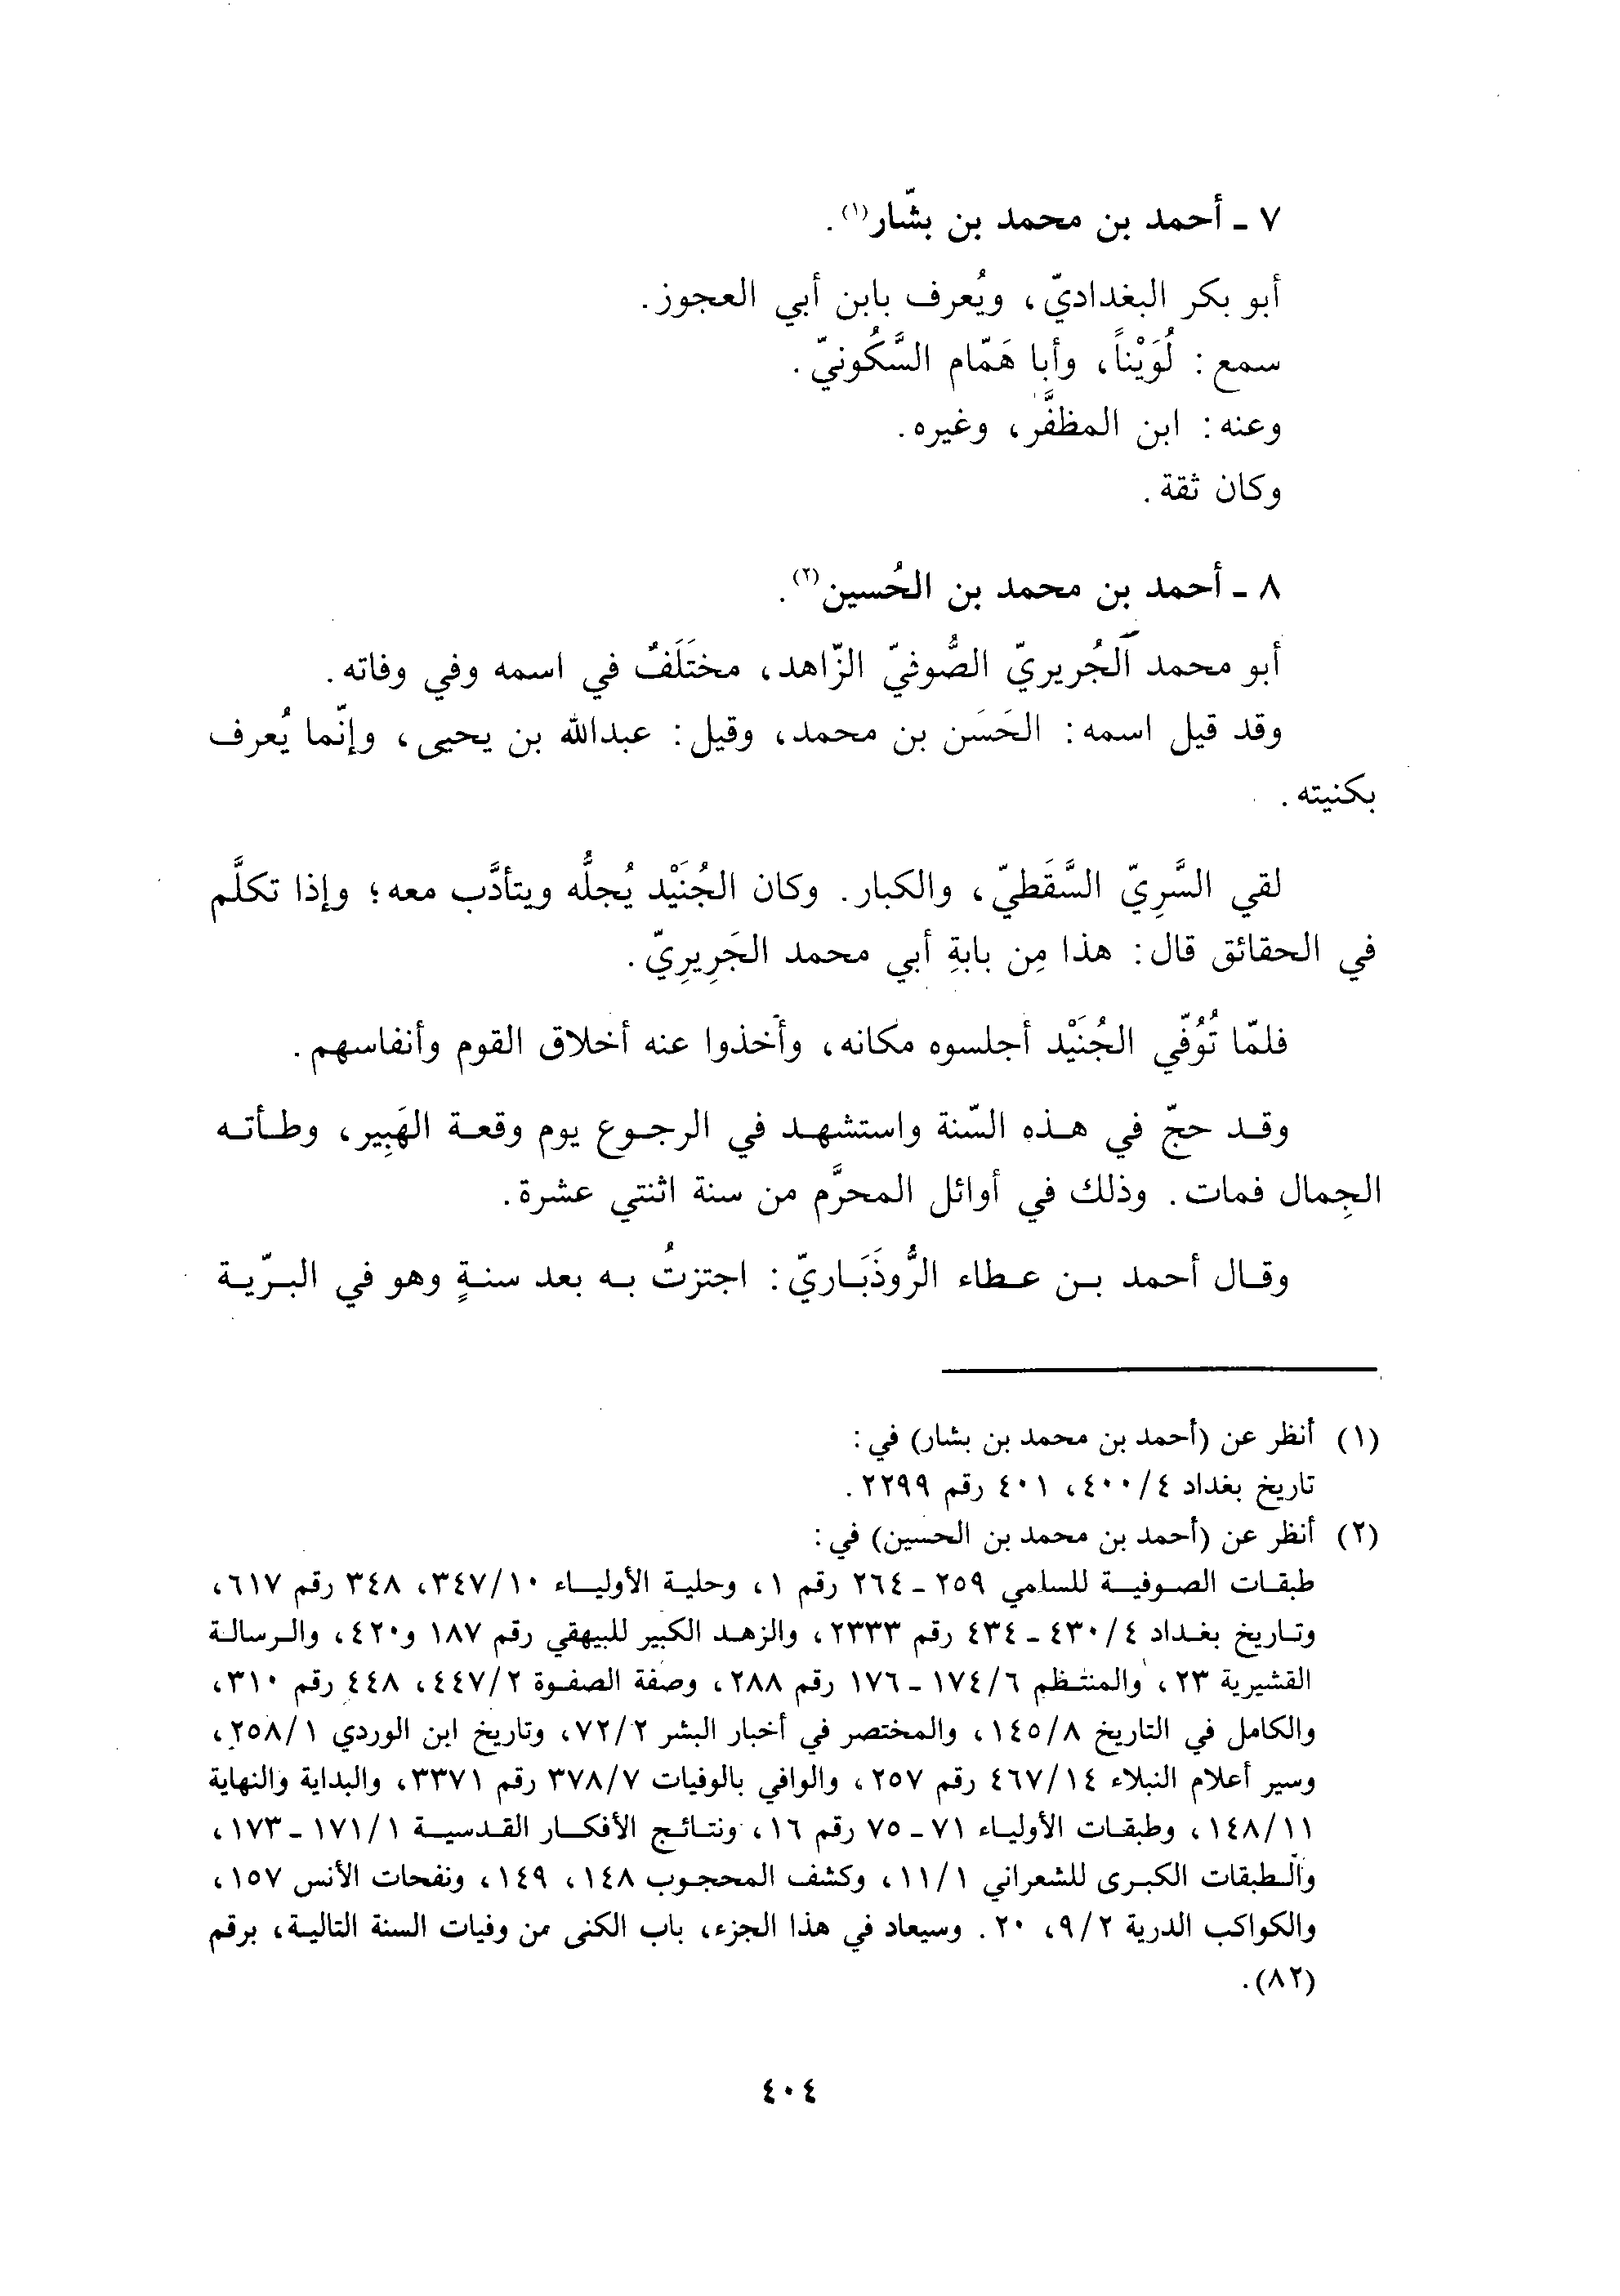 ٧ ـ أحمد بن محمد بن بشّار(١).
أبو بكر البغداديّ، ويُعرف بابن أبي العجوز.
سمع: لُوَيْناً، وأبا هَمّام السَّكُونيّ.
وعنه: ابن المظفَّر، وغيره.
وكان ثقة.
٨ ـ أحمد بن محمد بن الحُسين(٢).
أبو محمد الجُريريّ الصُّوفيّ الزّاهد، مختَلَفٌ في اسمه وفي وفاته.
وقد قيل اسمه: الحَسَن بن محمد، وقيل: عبدالله بن يحيى، وإنّما يُعرف
بكنيته.
لقي السَّرِيّ السَّقَطيّ، والكبار. وكان الجُنَيْد يُجلُّه ويتأدَّب معه؛ وإذا تكلَّم
في الحقائق قال: هذا مِن بابةِ أبي محمد الجَرِيرِيّ.
فلمّا تُوُفّي الجُنَيْد أجلسوه مكانه، وأخذوا عنه أخلاق القوم وأنفاسهم.
وقد حجّ في هذه السّنة واستشهد في الرجوع يوم وقعة الهَبِير، وطأته
الجِمال فمات. وذلك في أوائل المحرَّم من سنة اثنتي عشرة.
وقال أحمد بن عطاء الرُّوذَبَاريّ: اجتزتُ به بعد سنةٍ وهو في البرّية
(١) أنظر عن (أحمد بن محمد بن بشار) في:
تاريخ بغداد ٤/٤٠٠، ٤٠١ رقم ٢٢٩٩.
(٢) أنظر عن (أحمد بن محمد بن الحسين) في:
طبقات الصوفية للسلمي ٢٥٩ ـ ٢٦٤ رقم ١، وحلية الأولياء ١٠/٣٤٧، ٣٤٨ رقم ٦١٧،
وتاريخ بغداد ٤/٤٣٠ ـ ٤٣٤ رقم ٢٣٣٣، والزهد الكبير للبيهقي رقم ١٨٧ و٤٢٠، والرسالة
القشيرية ٢٣، والمنتظم ٦/١٧٤ ـ ١٧٦ رقم ٢٨٨، وصفة الصفوة ٢/٤٤٧، ٤٤٨ رقم ٣١٠،
والكامل في التاريخ ٨/١٤٥، والمختصر في أخبار البشر ٢/٧٢، وتاريخ ابن الوردي ١/٢٥٨،
وسير أعلام النبلاء ١٤/٤٦٧ رقم ٢٥٧، والوافي بالوفيات ٧/٣٧٨ رقم ٣٣٧١، والبداية والنهاية
١١/١٤٨، وطبقات الأولياء ٧١ ـ ٧٥ رقم ١٦، ونتائج الأفكار القدسية ١/١٧١ ـ ١٧٣،
والطبقات الكبرى للشعراني ١/١١، وكشف المحجوب ١٤٨، ١٤٩، ونفحات الأنس ١٥٧،
والكواكب الدرية ٢/٩، ٢٠. وسيعاد في هذا الجزء، باب الكنى من وفيات السنة التالية، برقم
(٨٢).
٤٠٤